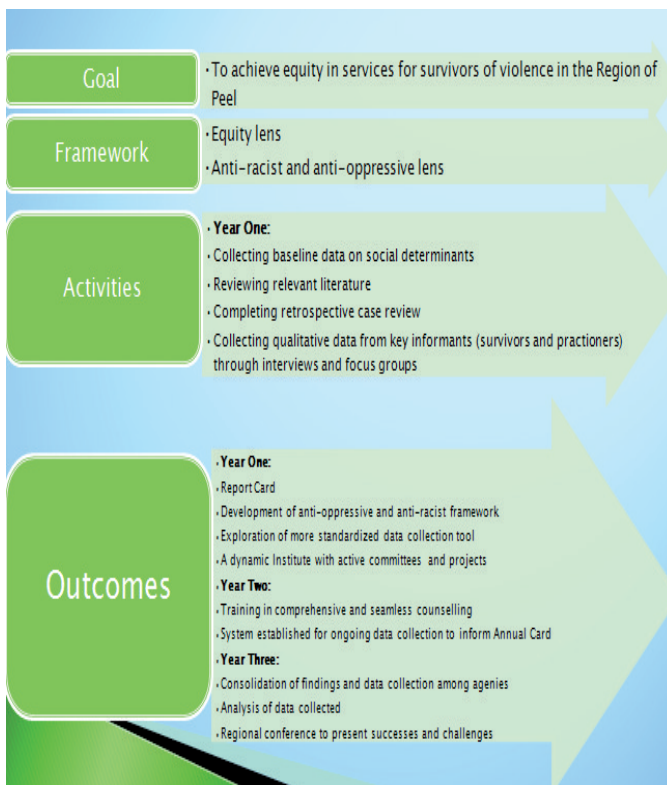 Goal
· To achieve equity in services for survivors of violence in the Region of
Peel
Framework
· Equity lens
· Anti-racist and anti-oppressive lens
Activities
· Year One:
· Collecting baseline data on social determinants
· Reviewing relevant literature
· Completing retrospective case review
· Collecting qualitative data from key informants (survivors and practioners)
through interviews and focus groups
Outcomes
· Year One:
· Report Card
· Development of anti-oppressive and anti-racist framework
· Exploration of more standardized data collection tool
· A dynamic Institute with active committees and projects
· Year Two:
· Training in comprehensive and seamless counselling
· System established for ongoing data collection to inform Annual Card
· Year Three:
· Consolidation of findings and data collection among agenies
· Analysis of data collected
· Regional conference to present successes and challenges